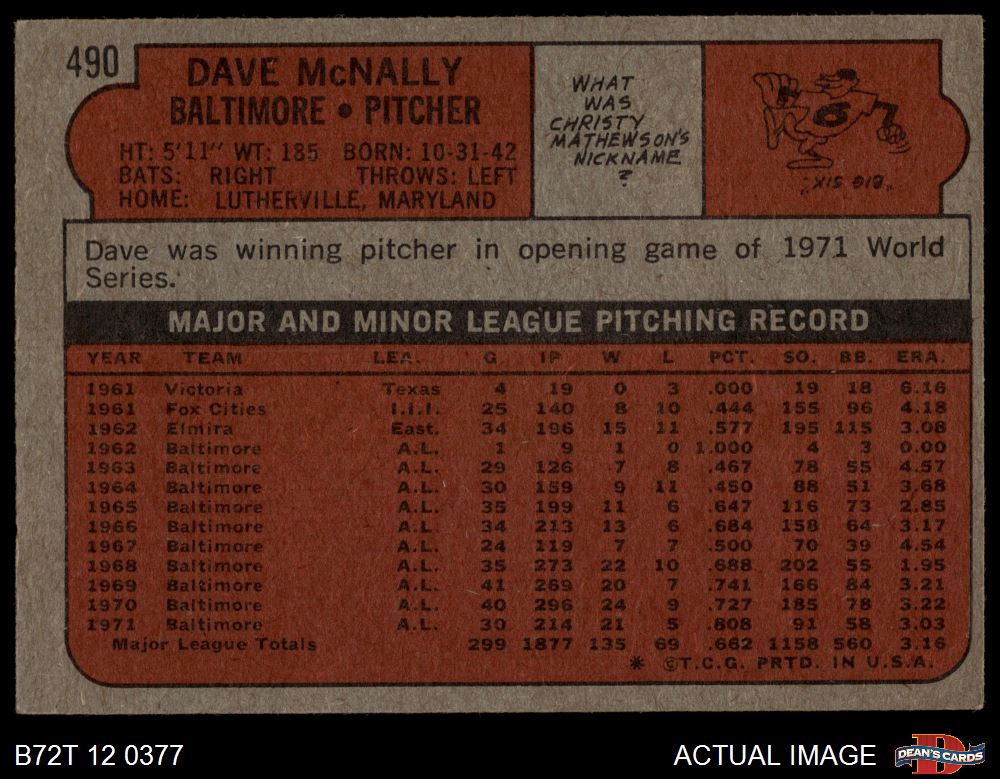 490
DAVE McNALLY
BALTIMORE • PITCHER
HT: 5'11" WT: 185 BORN: 10-31-42
BATS: RIGHT THROWS: LEFT
HOME: LUTHERVILLE, MARYLAND
WHAT
WAS
CHRISTY
MATHEWSON'S
NICKNAME
?
6
"BIG SIX"
Dave was winning pitcher in opening game of 1971 World
Series.
MAJOR AND MINOR LEAGUE PITCHING RECORD
YEAR TEAM LEA. G IP W L PCT. SO. BB. ERA.
1961 Victoria Texas 4 19 0 3 .000 19 18 6.16
1961 Fox Cities I.I.I. 25 140 8 10 .444 155 96 4.18
1962 Elmira East. 34 196 15 11 .577 195 115 3.08
1962 Baltimore A.L. 1 9 1 0 1.000 4 3 0.00
1963 Baltimore A.L. 29 126 7 8 .467 78 55 4.57
1964 Baltimore A.L. 30 159 9 11 .450 88 51 3.68
1965 Baltimore A.L. 35 199 11 6 .647 116 73 2.85
1966 Baltimore A.L. 34 213 13 6 .684 158 64 3.17
1967 Baltimore A.L. 24 119 7 7 .500 70 39 4.54
1968 Baltimore A.L. 35 273 22 10 .688 202 55 1.95
1969 Baltimore A.L. 41 269 20 7 .741 166 84 3.21
1970 Baltimore A.L. 40 296 24 9 .727 185 78 3.22
1971 Baltimore A.L. 30 214 21 5 .808 91 58 3.03
Major League Totals 299 1877 135 69 .662 1158 560 3.16
* ©T.C.G. PRTD. IN U.S.A.
B72T 12 0377
ACTUAL IMAGE
D
DEAN'S CARDS